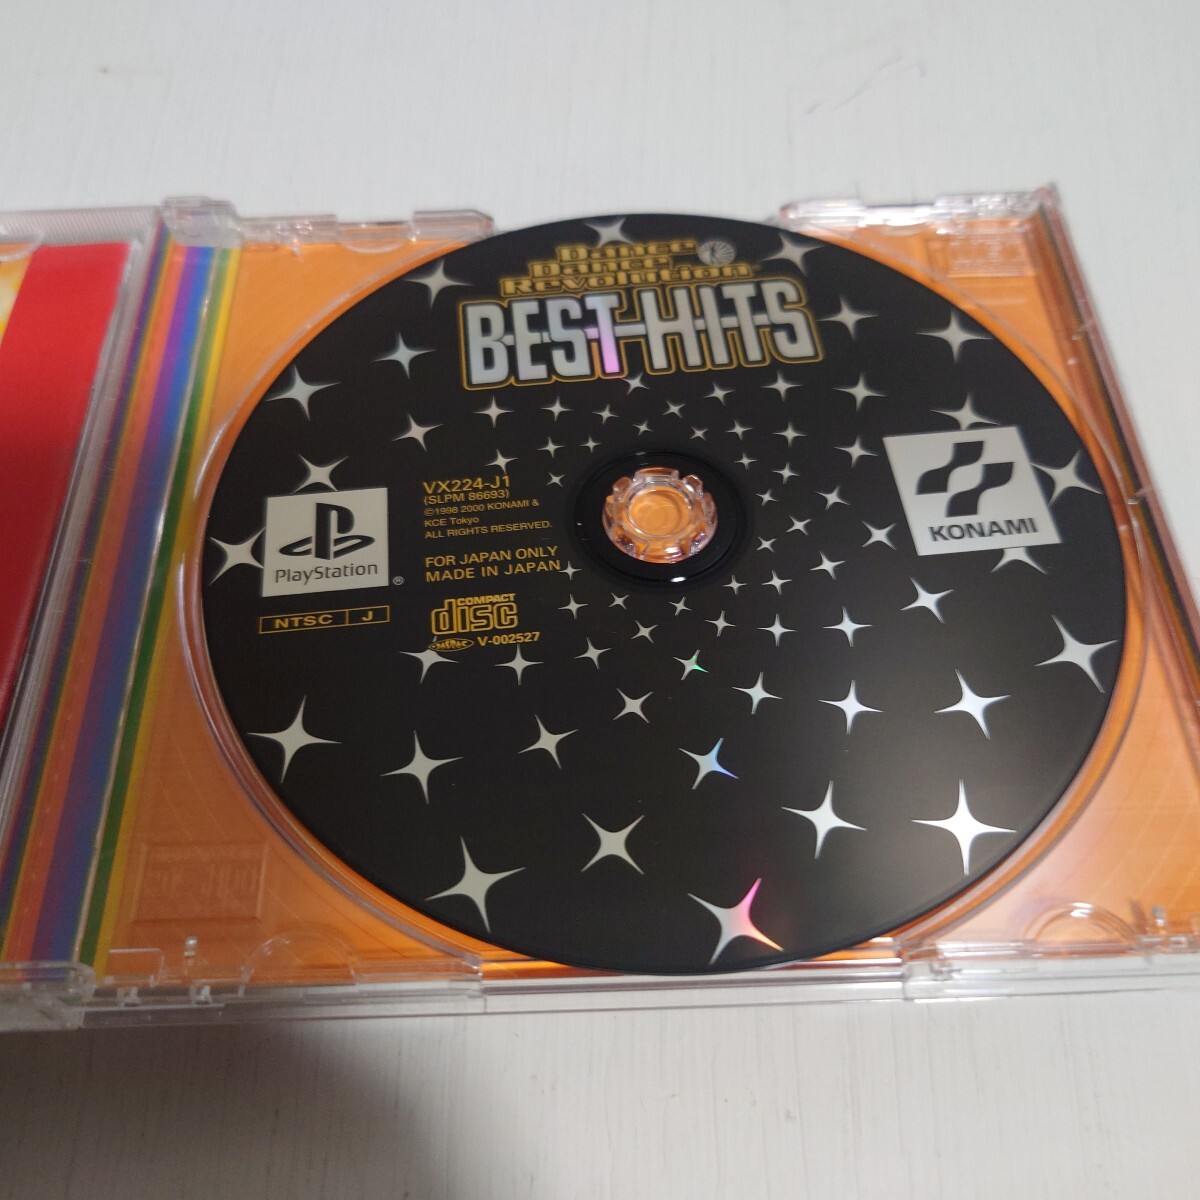 Dance
Dance
Revolution
BEST HITS
VX224-J1
(SLPM 86693)
©1998 2000 KONAMI &
KCE Tokyo
ALL RIGHTS RESERVED.
FOR JAPAN ONLY
MADE IN JAPAN
PlayStation ®
NTSC J
COMPACT
disc
V-002527
KONAMI